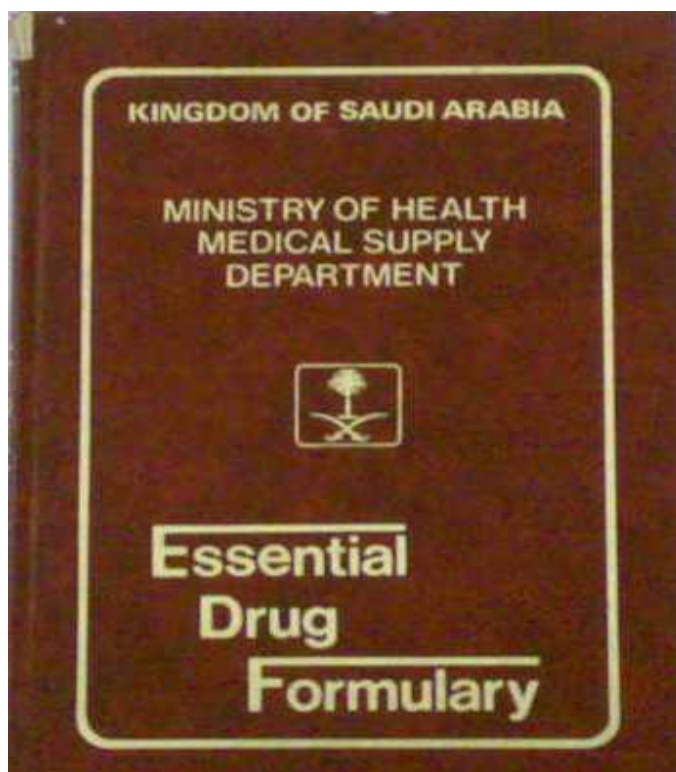 KINGDOM OF SAUDI ARABIA
MINISTRY OF HEALTH
MEDICAL SUPPLY
DEPARTMENT
Essential
Drug
Formulary